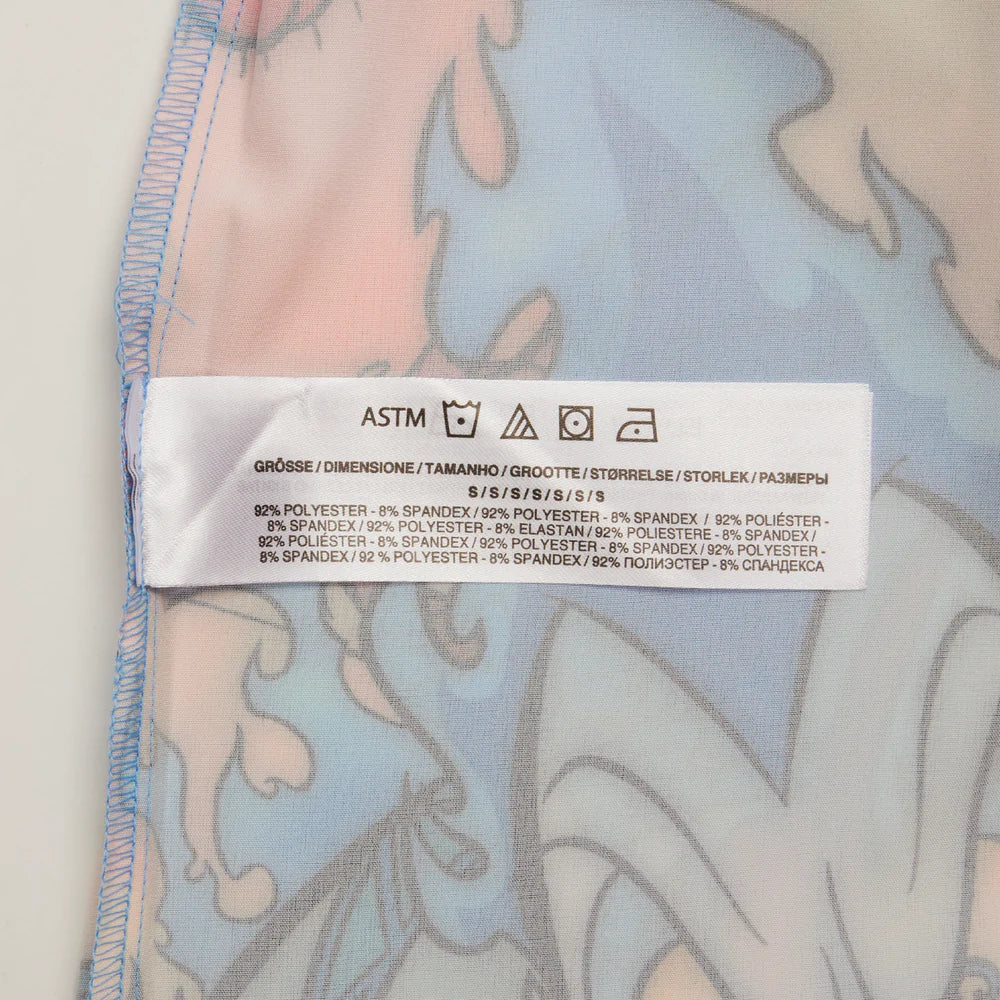 ASTM
GRÖSSE / DIMENSIONE / TAMANHO / GROOTTE / STØRRELSE / STORLEK / РАЗМЕРЫ
S / S / S / S / S / S / S
92% POLYESTER - 8% SPANDEX / 92% POLYESTER - 8% SPANDEX / 92% POLIÉSTER -
8% SPANDEX / 92% POLYESTER - 8% ELASTAN / 92% POLIESTERE - 8% SPANDEX /
92% POLIÉSTER - 8% SPANDEX / 92% POLYESTER - 8% SPANDEX / 92% POLYESTER -
8% SPANDEX / 92 % POLYESTER - 8% SPANDEX / 92% ПОЛИЭСТЕР - 8% СПАНДЕКСА